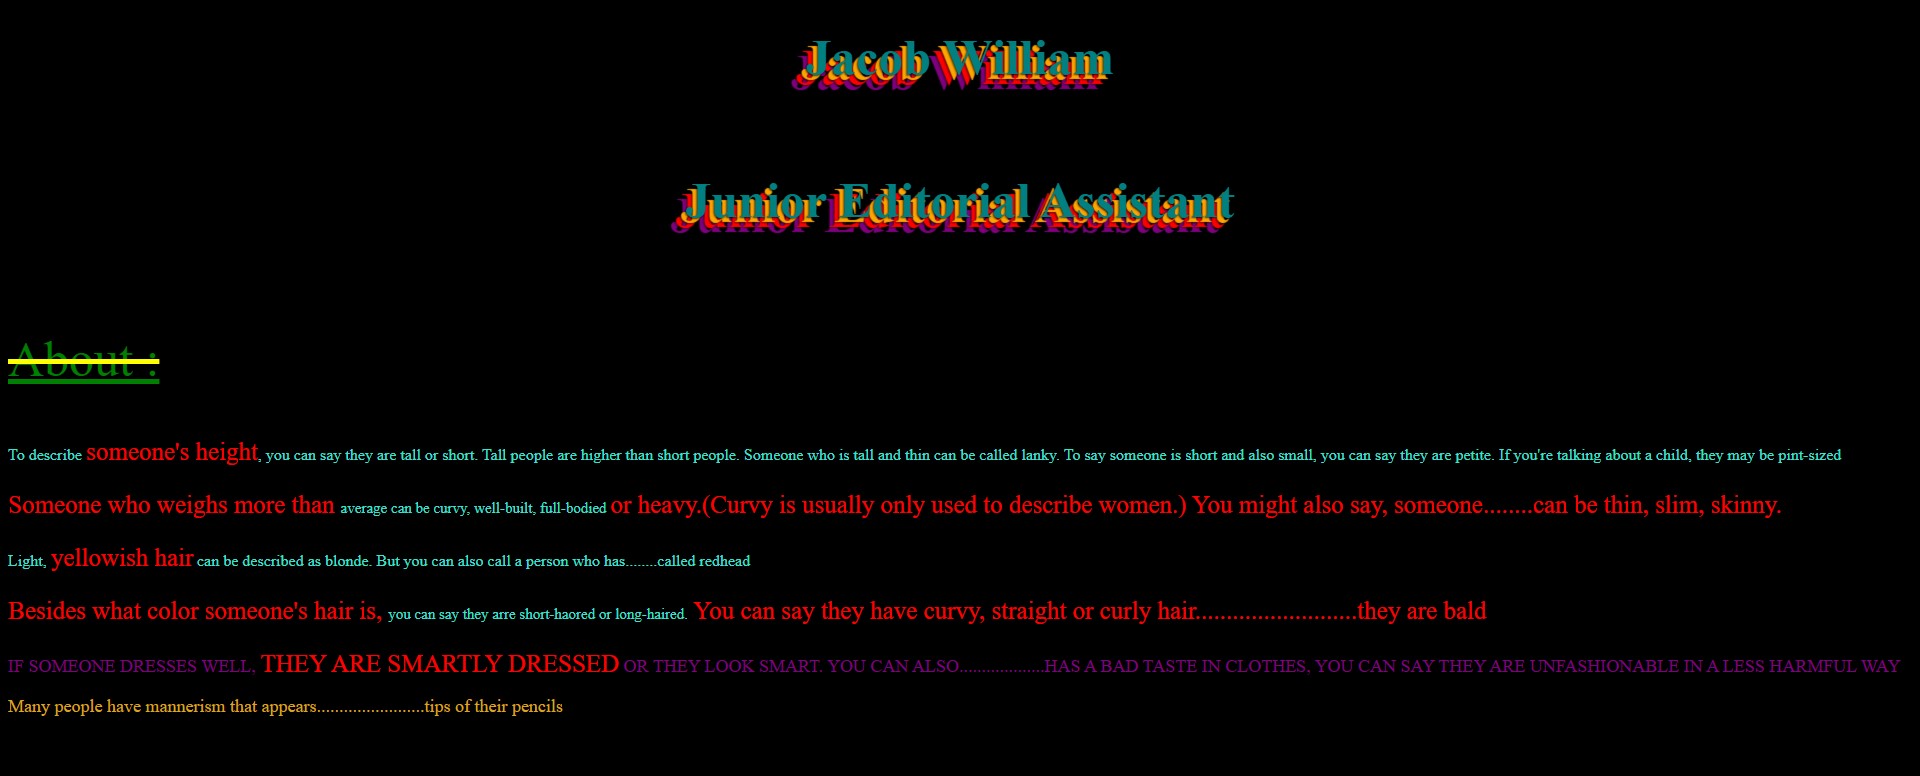 Jacob William
Junior Editorial Assistant
About :
To describe someone's height, you can say they are tall or short. Tall people are higher than short people. Someone who is tall and thin can be called lanky. To say someone is short and also small, you can say they are petite. If you're talking about a child, they may be pint-sized
Someone who weighs more than average can be curvy, well-built, full-bodied or heavy.(Curvy is usually only used to describe women.) You might also say, someone........can be thin, slim, skinny.
Light, yellowish hair can be described as blonde. But you can also call a person who has........called redhead
Besides what color someone's hair is, you can say they arre short-haored or long-haired. You can say they have curvy, straight or curly hair..........................they are bald
IF SOMEONE DRESSES WELL, THEY ARE SMARTLY DRESSED OR THEY LOOK SMART. YOU CAN ALSO...................HAS A BAD TASTE IN CLOTHES, YOU CAN SAY THEY ARE UNFASHIONABLE IN A LESS HARMFUL WAY
Many people have mannerism that appears........................tips of their pencils